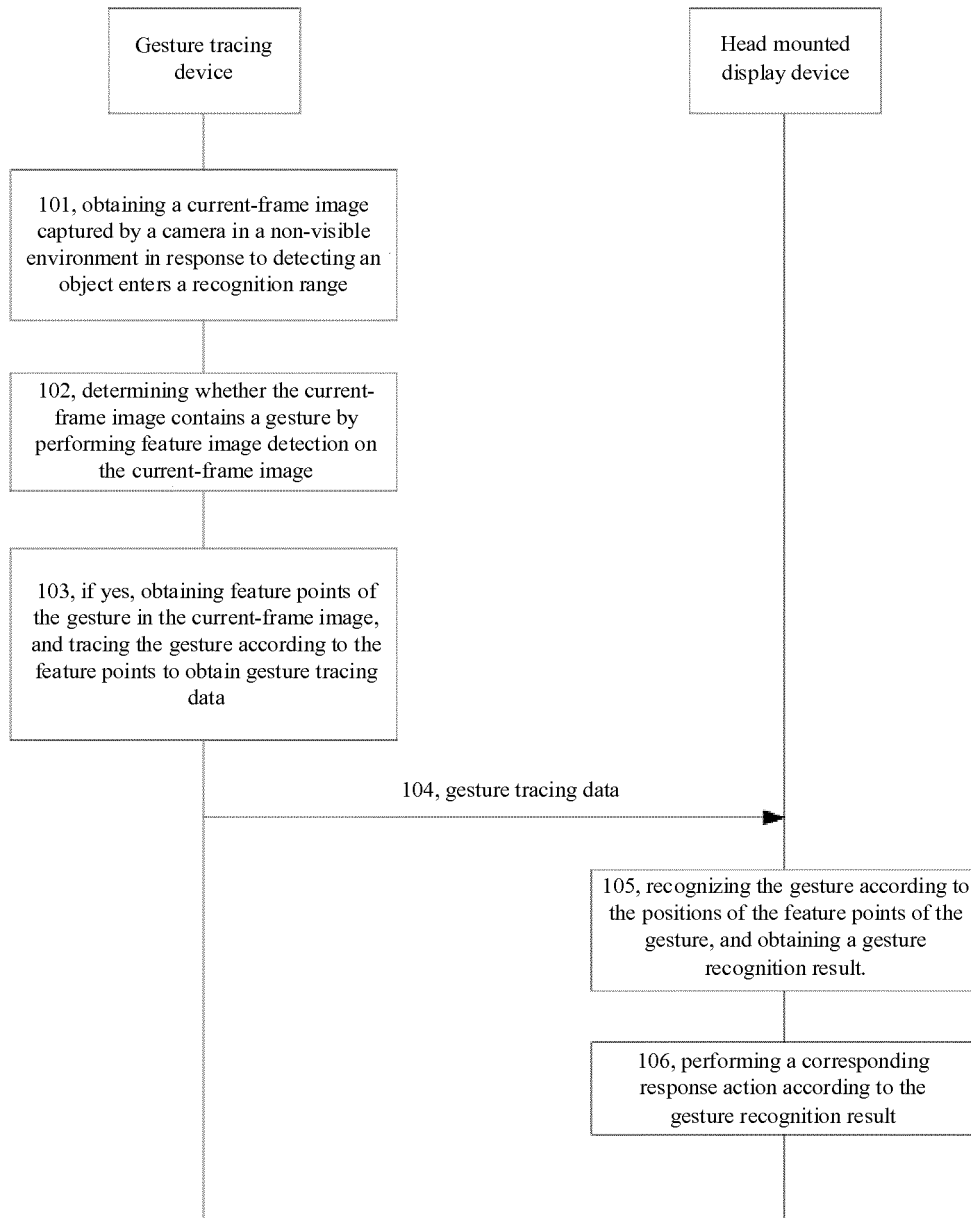 Gesture tracing
device
Head mounted
display device
101, obtaining a current-frame image
captured by a camera in a non-visible
environment in response to detecting an
object enters a recognition range
102, determining whether the current-
frame image contains a gesture by
performing feature image detection on
the current-frame image
103, if yes, obtaining feature points of
the gesture in the current-frame image,
and tracing the gesture according to the
feature points to obtain gesture tracing
data
104, gesture tracing data
105, recognizing the gesture according to
the positions of the feature points of the
gesture, and obtaining a gesture
recognition result.
106, performing a corresponding
response action according to the
gesture recognition result